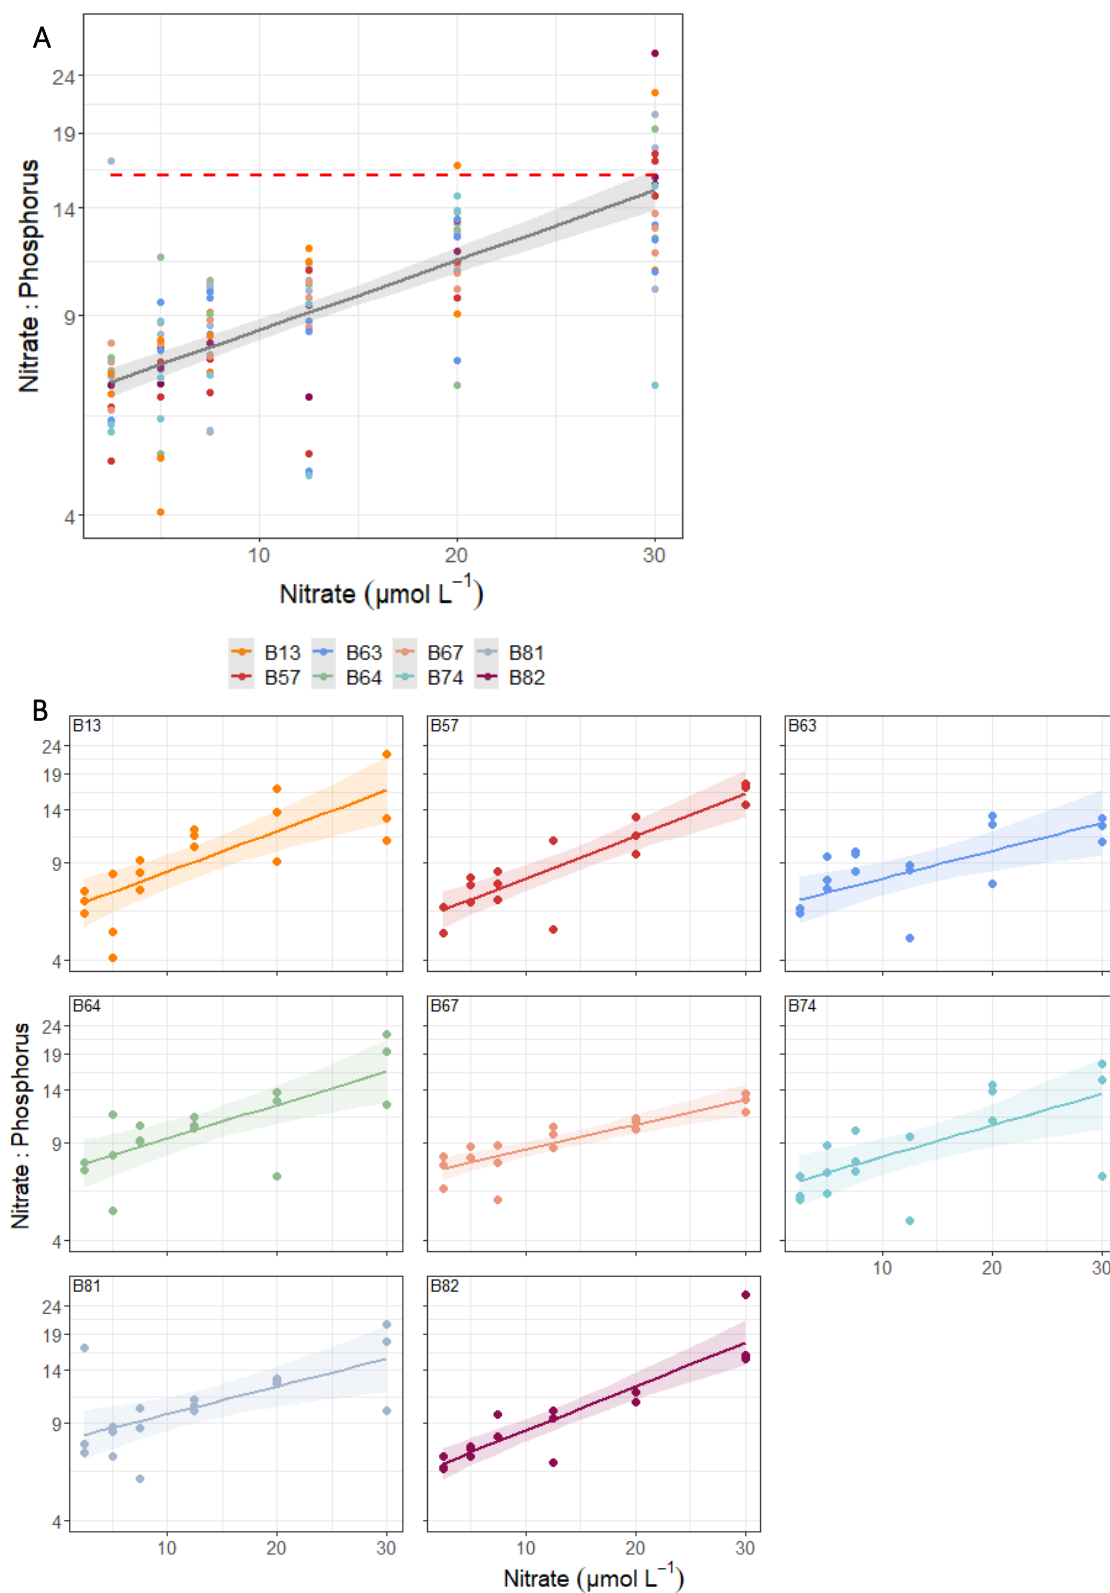 A
24
19
14
9
4
Nitrate : Phosphorus
10 20 30
Nitrate (µmol L⁻¹)
B13 B63 B67 B81
B57 B64 B74 B82
B
B13 B57 B63
24
19
14
9
4
B64 B67 B74
24
19
14
9
4
Nitrate : Phosphorus
10 20 30
B81 B82
24
19
14
9
4
10 20 30 10 20 30
Nitrate (µmol L⁻¹)